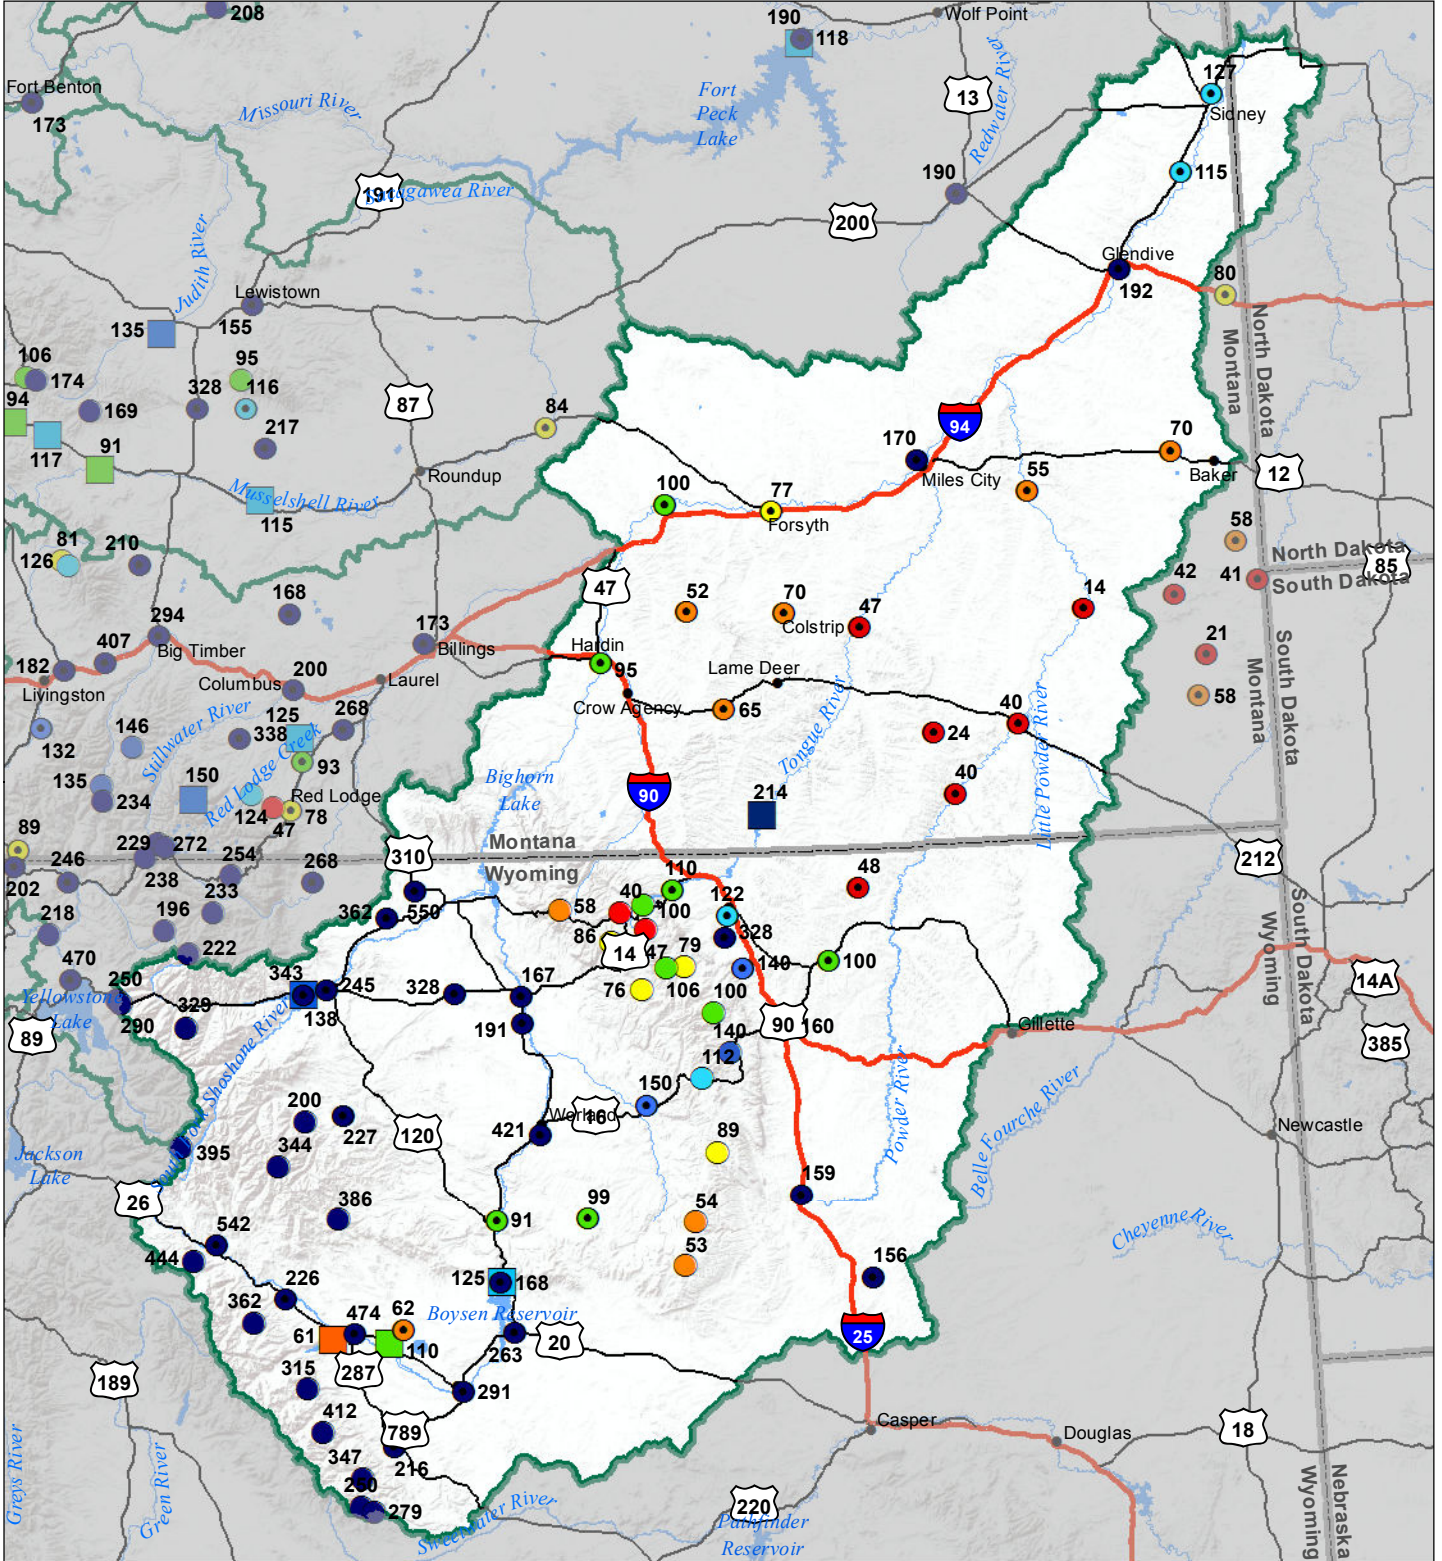 208
190
118
Wolf Point
Fort Benton
173
Missouri River
Fort
Peck
Lake
13
Redwater River
127
Sidney
191
Sacagawea River
190
115
200
Judith River
Glendive
192
80
Lewistown
155
135
North Dakota
Montana
106
174
95
116
328
94
169
87
84
94
117
91
217
170
70
Roundup
Miles City
55
Baker
12
Musselshell River
115
100
77
Forsyth
81
126
210
58
North Dakota
South Dakota
85
41
42
47
168
52
70
47
Colstrip
14
294
Big Timber
173
Billings
407
182
Livingston
Hardin
95
Lame Deer
21
South Dakota
Montana
Columbus
200
Laurel
Crow Agency
65
58
Stillwater River
132
146
338
125
268
93
24
40
Tongue River
Little Powder River
135
234
150
Red Lodge Creek
124
47
78
Red Lodge
Bighorn
Lake
90
214
40
89
229
272
254
Montana
Wyoming
310
212
202
246
238
233
268
110
48
218
196
222
362
550
58
40
100
122
328
86
14
47
79
South Dakota
Wyoming
470
250
343
245
328
167
106
76
140
100
100
14A
Yellowstone
Lake
290
329
138
191
90
160
Gillette
89
140
112
385
South Fork Shoshone River
200
227
120
150
Worland
16
421
Powder River
Belle Fourche River
Newcastle
Jackson
Lake
395
344
89
159
26
386
91
99
54
Cheyenne River
542
444
53
156
226
125
168
362
474
62
Boysen Reservoir
61
110
263
20
25
287
189
315
291
412
789
Casper
Douglas
18
347
216
250
279
Greys River
Green River
Sweetwater River
220
Pathfinder
Reservoir
Nebraska
Wyoming